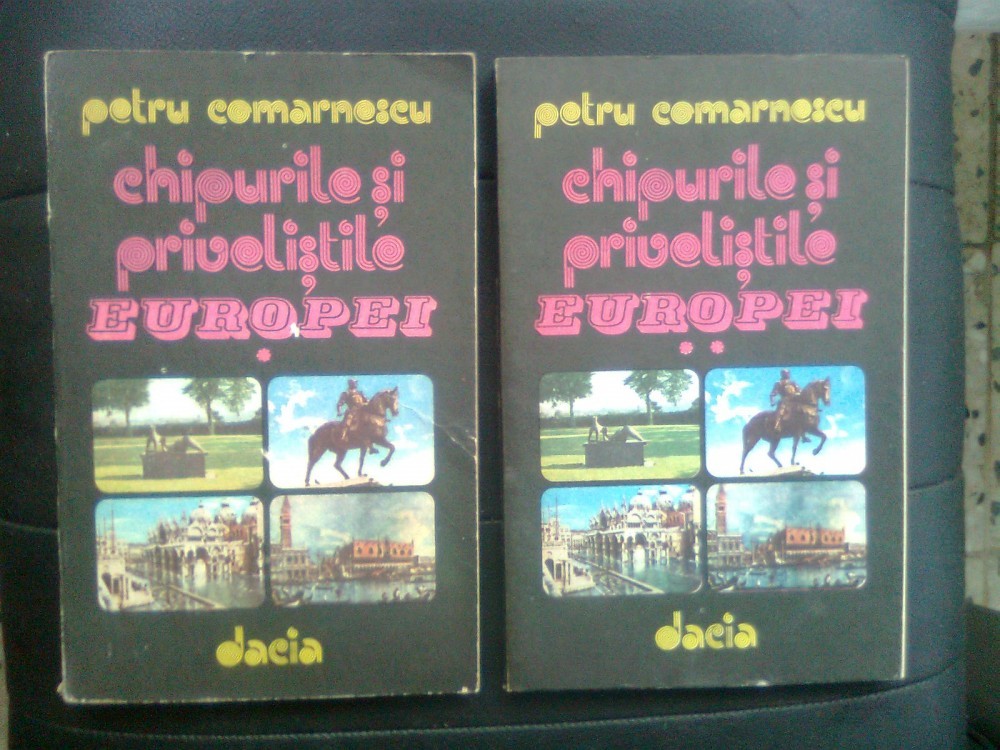 petru comarnescu
chipurile și
priveliștile
EUROPEI
*
dacia
petru comarnescu
chipurile și
priveliștile
EUROPEI
* *
dacia